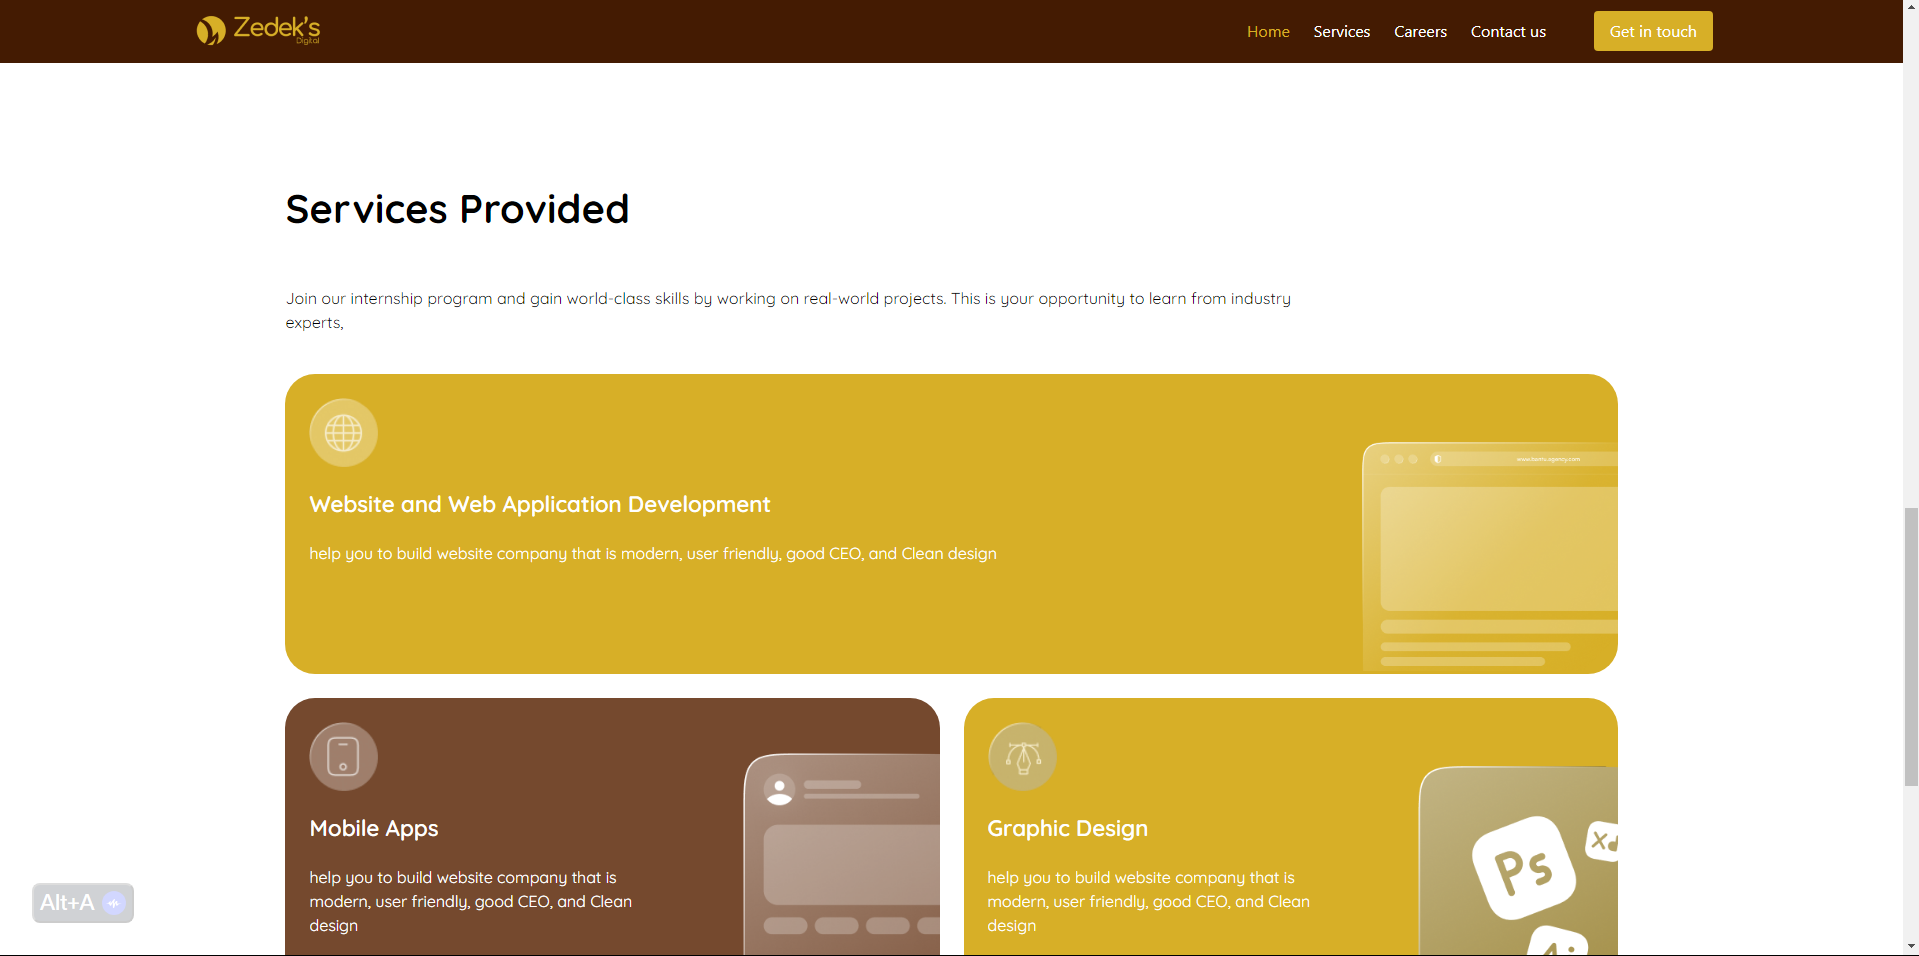 Zedek's
Digital
Home
Services
Careers
Contact us
Get in touch
Services Provided
Join our internship program and gain world-class skills by working on real-world projects. This is your opportunity to learn from industry
experts,
Website and Web Application Development
help you to build website company that is modern, user friendly, good CEO, and Clean design
Mobile Apps
help you to build website company that is
modern, user friendly, good CEO, and Clean
design
Graphic Design
help you to build website company that is
modern, user friendly, good CEO, and Clean
design
Ps
Alt+A